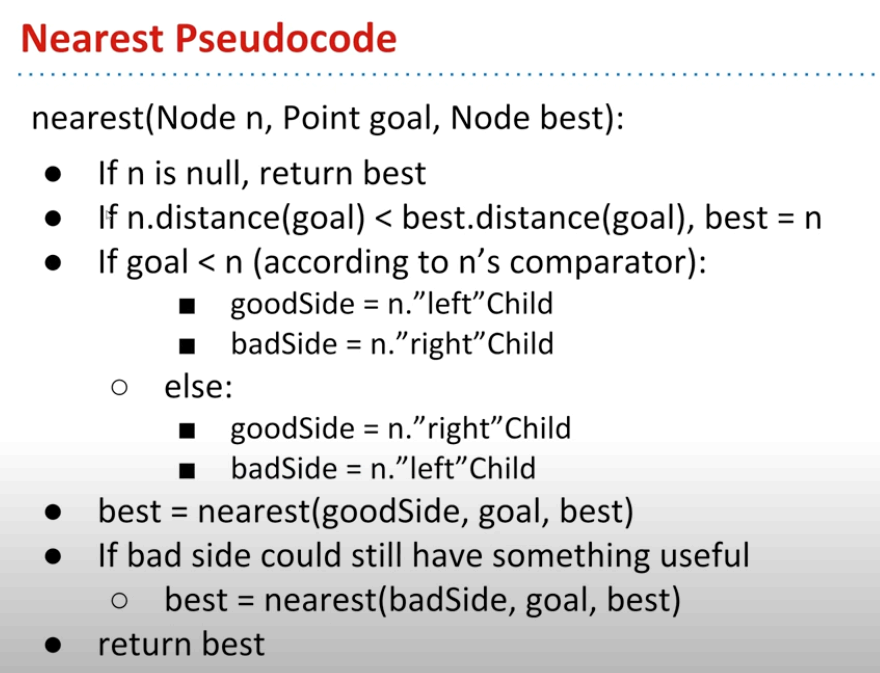 Nearest Pseudocode
nearest(Node n, Point goal, Node best):
● If n is null, return best
● If n.distance(goal) < best.distance(goal), best = n
● If goal < n (according to n’s comparator):
■ goodSide = n.”left”Child
■ badSide = n.”right”Child
○ else:
■ goodSide = n.”right”Child
■ badSide = n.”left”Child
● best = nearest(goodSide, goal, best)
● If bad side could still have something useful
○ best = nearest(badSide, goal, best)
● return best